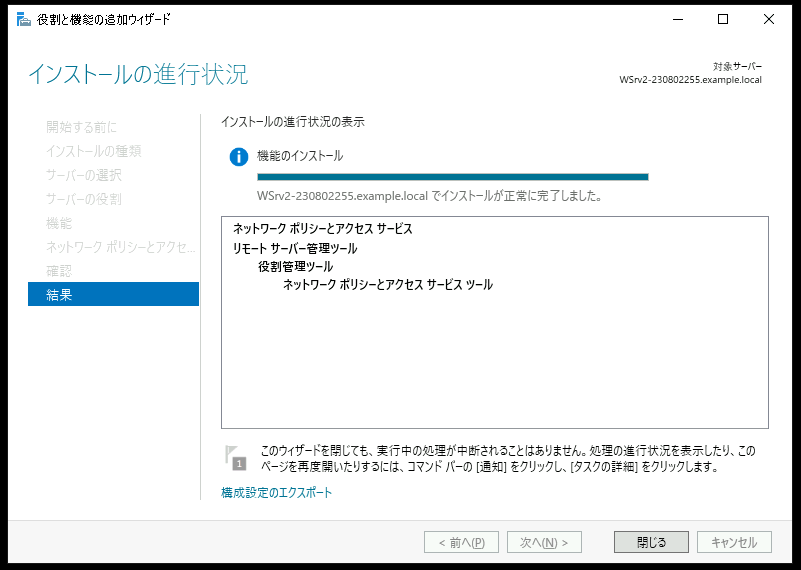 役割と機能の追加ウィザード
インストールの進行状況
対象サーバー
WSrv2-230802255.example.local
開始する前に
インストールの種類
サーバーの選択
サーバーの役割
機能
ネットワーク ポリシーとアクセ...
確認
結果
インストールの進行状況の表示
機能のインストール
WSrv2-230802255.example.local でインストールが正常に完了しました。
ネットワーク ポリシーとアクセス サービス
リモート サーバー管理ツール
役割管理ツール
ネットワーク ポリシーとアクセス サービス ツール
1
このウィザードを閉じても、実行中の処理が中断されることはありません。処理の進行状況を表示したり、この
ページを再度開いたりするには、コマンド バーの [通知] をクリックし、[タスクの詳細] をクリックします。
構成設定のエクスポート
< 前へ(P)
次へ(N) >
閉じる
キャンセル